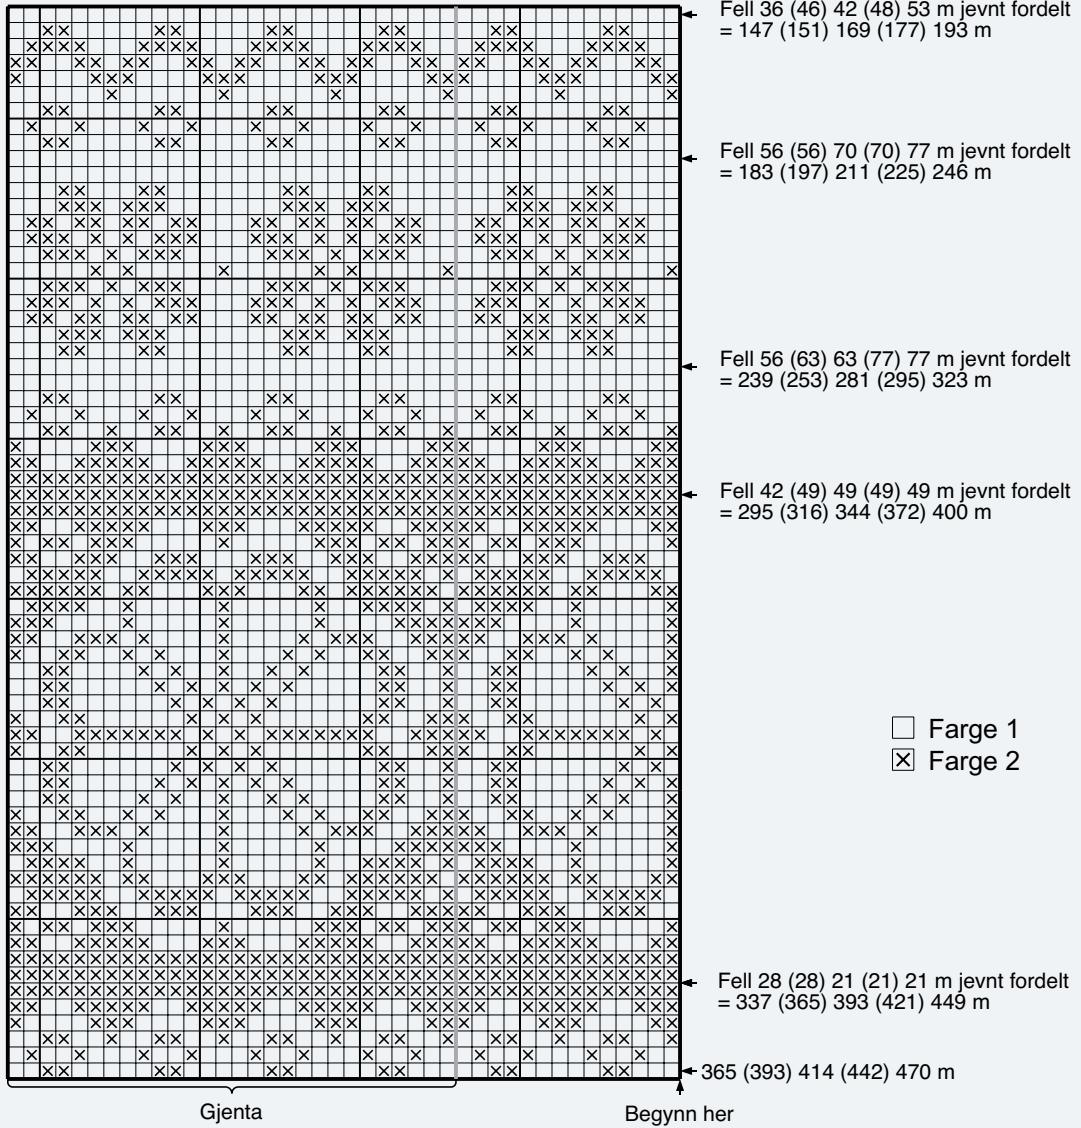 Fell 36 (46) 42 (48) 53 m jevnt fordelt
= 147 (151) 169 (177) 193 m
Fell 56 (56) 70 (70) 77 m jevnt fordelt
= 183 (197) 211 (225) 246 m
Fell 56 (63) 63 (77) 77 m jevnt fordelt
= 239 (253) 281 (295) 323 m
Fell 42 (49) 49 (49) 49 m jevnt fordelt
= 295 (316) 344 (372) 400 m
Farge 1
Farge 2
Fell 28 (28) 21 (21) 21 m jevnt fordelt
= 337 (365) 393 (421) 449 m
365 (393) 414 (442) 470 m
Gjenta
Begynn her